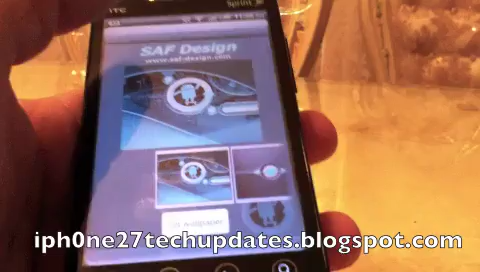 hTC
Sprint
SAF Design
www.saf-design.com
iph0ne27techupdates.blogspot.com